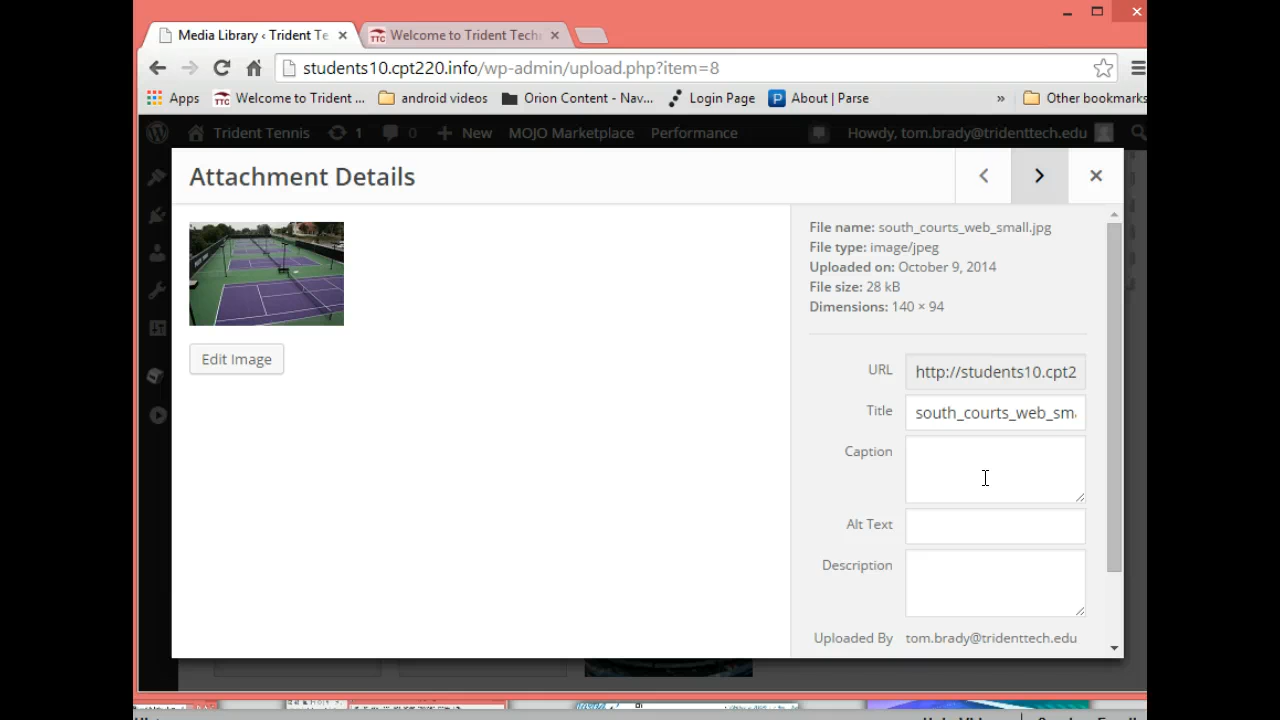 Media Library ‹ Trident Te
Welcome to Trident Tech
students10.cpt220.info/wp-admin/upload.php?item=8
Apps
TTC Welcome to Trident ...
android videos
Orion Content - Nav...
Login Page
About | Parse
»
Other bookmarks
Trident Tennis
1
0
New
MOJO Marketplace
Performance
Howdy, tom.brady@tridenttech.edu
Attachment Details
File name: south_courts_web_small.jpg
File type: image/jpeg
Uploaded on: October 9, 2014
File size: 28 kB
Dimensions: 140 × 94
Edit Image
URL http://students10.cpt2
Title south_courts_web_sma
Caption
Alt Text
Description
Uploaded By tom.brady@tridenttech.edu